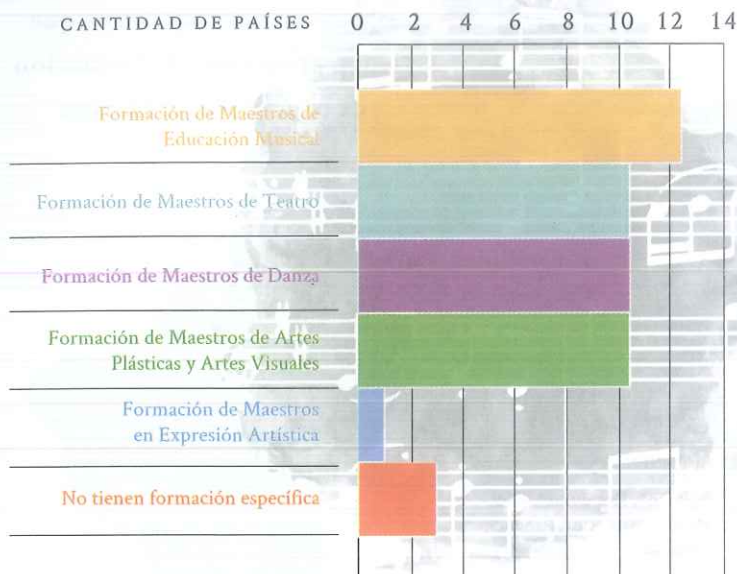 CANTIDAD DE PAÍSES 0 2 4 6 8 10 12 14
Formación de Maestros de
Educación Musical
Formación de Maestros de Teatro
Formación de Maestros de Danza
Formación de Maestros de Artes
Plásticas y Artes Visuales
Formación de Maestros
en Expresión Artística
No tienen formación específica